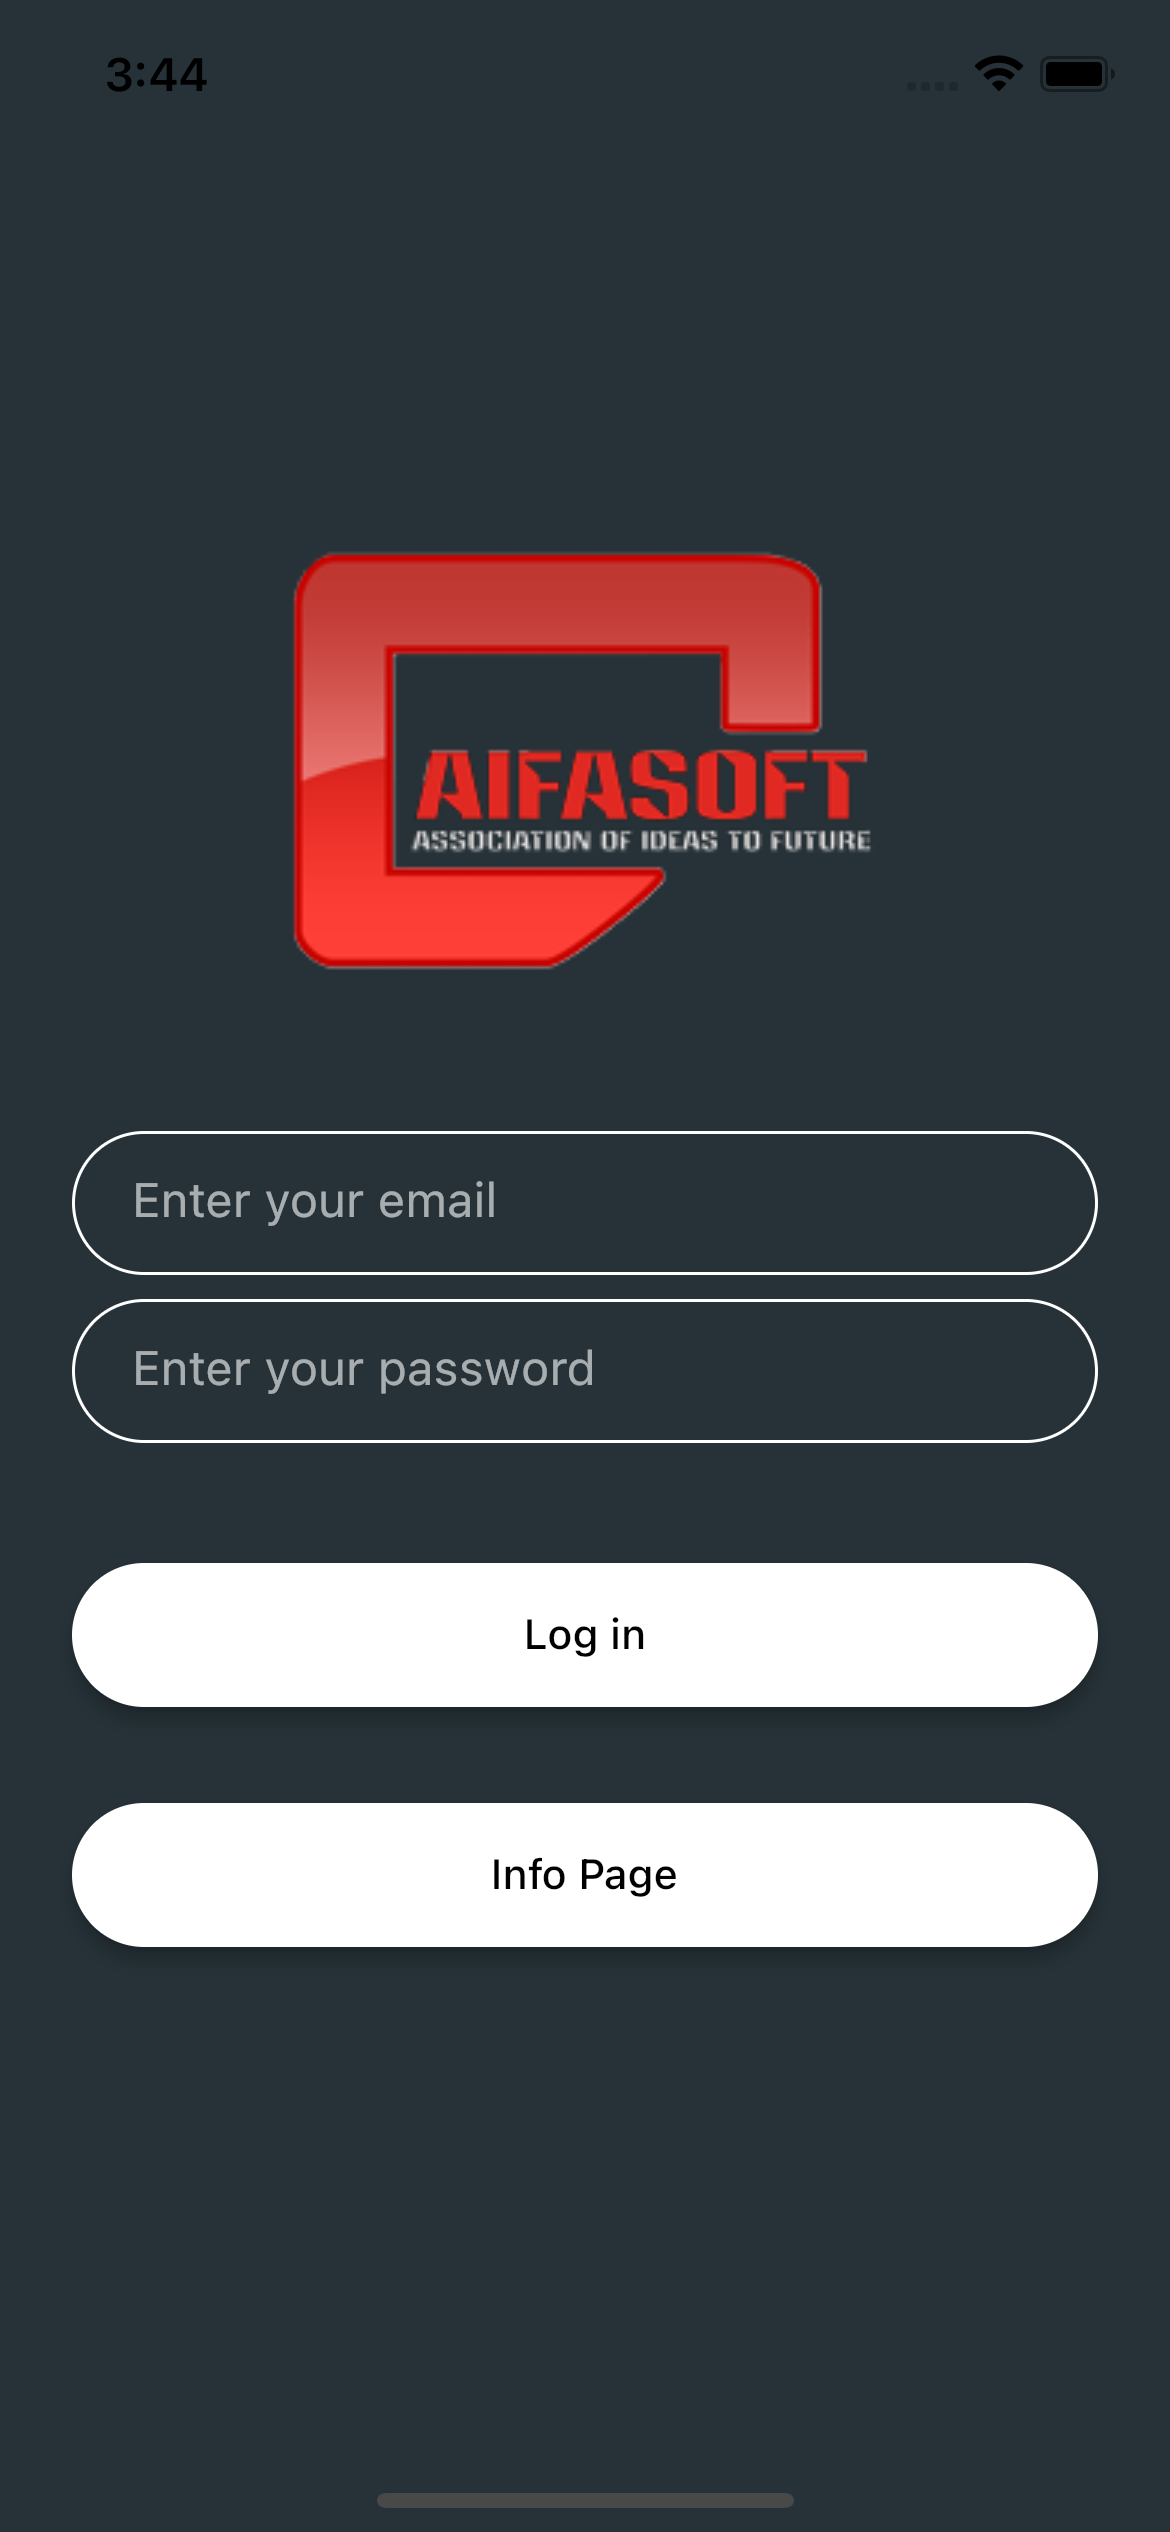 3:44
AIFASOFT
ASSOCIATION OF IDEAS TO FUTURE
Enter your email
Enter your password
Log in
Info Page